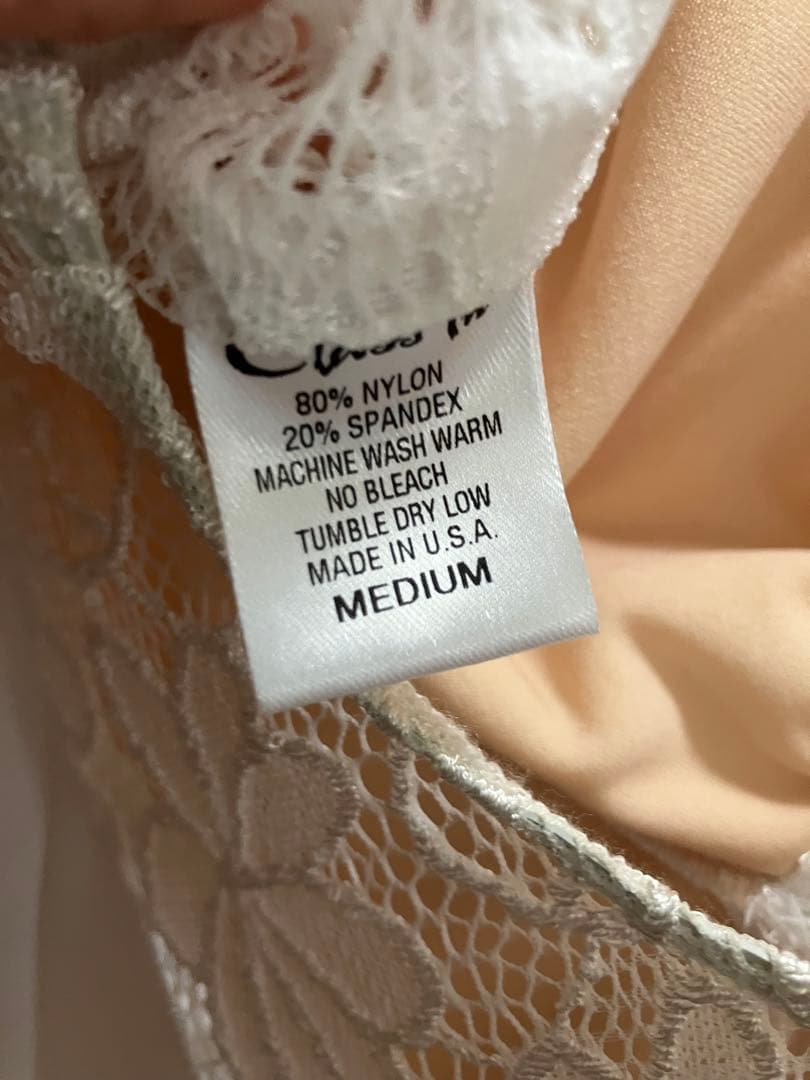 80% NYLON
20% SPANDEX
MACHINE WASH WARM
NO BLEACH
TUMBLE DRY LOW
MADE IN U.S.A.
MEDIUM